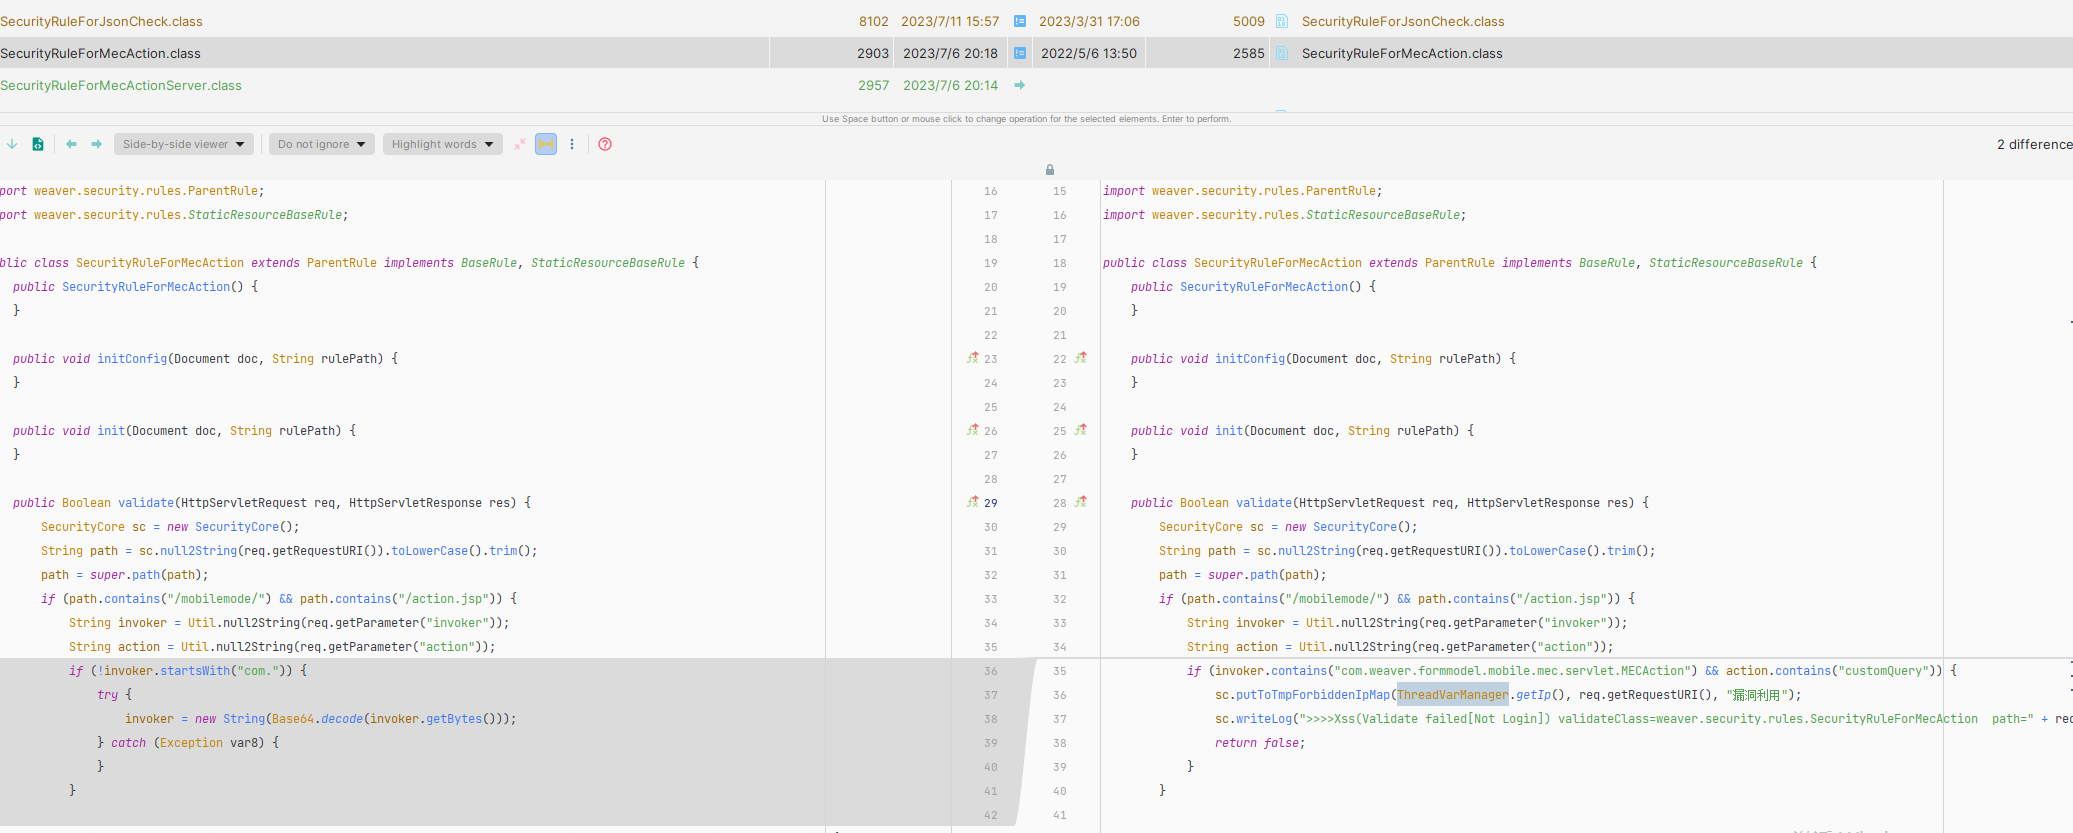 SecurityRuleForJsonCheck.class 8102 2023/7/11 15:57 2023/3/31 17:06 5009 SecurityRuleForJsonCheck.class
SecurityRuleForMecAction.class 2903 2023/7/6 20:18 2022/5/6 13:50 2585 SecurityRuleForMecAction.class
SecurityRuleForMecActionServer.class 2957 2023/7/6 20:14
Use Space button or mouse click to change operation for the selected elements. Enter to perform.
Side-by-side viewer Do not ignore Highlight words 2 difference
port weaver.security.rules.ParentRule; 16 15 import weaver.security.rules.ParentRule;
port weaver.security.rules.StaticResourceBaseRule; 17 16 import weaver.security.rules.StaticResourceBaseRule;
18 17
blic class SecurityRuleForMecAction extends ParentRule implements BaseRule, StaticResourceBaseRule { 19 18 public class SecurityRuleForMecAction extends ParentRule implements BaseRule, StaticResourceBaseRule {
public SecurityRuleForMecAction() { 20 19 public SecurityRuleForMecAction() {
} 21 20 }
22 21
public void initConfig(Document doc, String rulePath) { 23 22 public void initConfig(Document doc, String rulePath) {
} 24 23 }
25 24
public void init(Document doc, String rulePath) { 26 25 public void init(Document doc, String rulePath) {
} 27 26 }
28 27
public Boolean validate(HttpServletRequest req, HttpServletResponse res) { 29 28 public Boolean validate(HttpServletRequest req, HttpServletResponse res) {
SecurityCore sc = new SecurityCore(); 30 29 SecurityCore sc = new SecurityCore();
String path = sc.null2String(req.getRequestURI()).toLowerCase().trim(); 31 30 String path = sc.null2String(req.getRequestURI()).toLowerCase().trim();
path = super.path(path); 32 31 path = super.path(path);
if (path.contains("/mobilemode/") && path.contains("/action.jsp")) { 33 32 if (path.contains("/mobilemode/") && path.contains("/action.jsp")) {
String invoker = Util.null2String(req.getParameter("invoker")); 34 33 String invoker = Util.null2String(req.getParameter("invoker"));
String action = Util.null2String(req.getParameter("action")); 35 34 String action = Util.null2String(req.getParameter("action"));
if (!invoker.startsWith("com.")) { 36 35 if (invoker.contains("com.weaver.formmodel.mobile.mec.servlet.MECAction") && action.contains("customQuery")) {
try { 37 36 sc.putToTmpForbiddenIpMap(ThreadVarManager.getIp(), req.getRequestURI(), "漏洞利用");
invoker = new String(Base64.decode(invoker.getBytes())); 38 37 sc.writeLog(">>>>Xss(Validate failed[Not Login]) validateClass=weaver.security.rules.SecurityRuleForMecAction  path=" + req
} catch (Exception var8) { 39 38 return false;
} 40 39 }
} 41 40 }
42 41